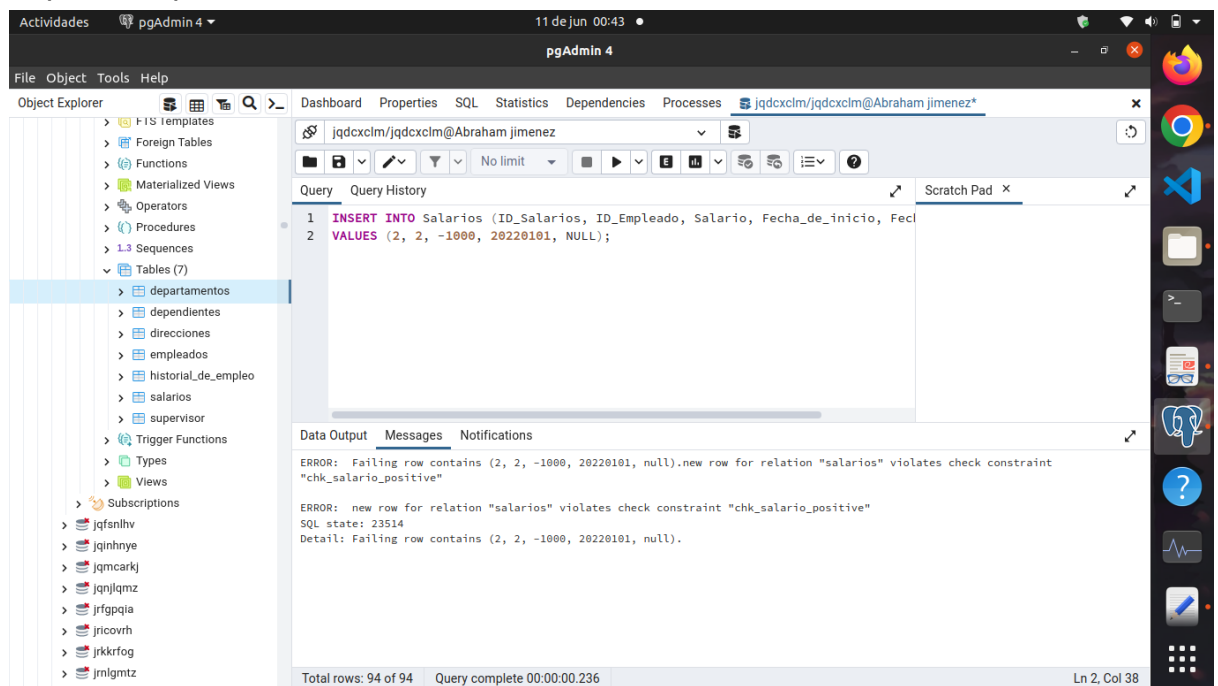 Actividades pgAdmin 4 11 de jun 00:43
pgAdmin 4
File Object Tools Help
Object Explorer
Dashboard Properties SQL Statistics Dependencies Processes jqdcxclm/jqdcxclm@Abraham jimenez*
FTS Templates
Foreign Tables
Functions
Materialized Views
Operators
Procedures
1.3 Sequences
Tables (7)
departamentos
dependientes
direcciones
empleados
historial_de_empleo
salarios
supervisor
Trigger Functions
Types
Views
Subscriptions
jqfsnlhv
jqinhnye
jqmcarkj
jqnjlqmz
jrfgpqia
jricovrh
jrkkrfog
jrnlgmtz
jqdcxclm/jqdcxclm@Abraham jimenez
No limit
E
Query Query History
Scratch Pad
1 INSERT INTO Salarios (ID_Salarios, ID_Empleado, Salario, Fecha_de_inicio, Fec
2 VALUES (2, 2, -1000, 20220101, NULL);
Data Output Messages Notifications
ERROR: Failing row contains (2, 2, -1000, 20220101, null).new row for relation "salarios" violates check constraint
"chk_salario_positive"
ERROR: new row for relation "salarios" violates check constraint "chk_salario_positive"
SQL state: 23514
Detail: Failing row contains (2, 2, -1000, 20220101, null).
Total rows: 94 of 94 Query complete 00:00:00.236 Ln 2, Col 38